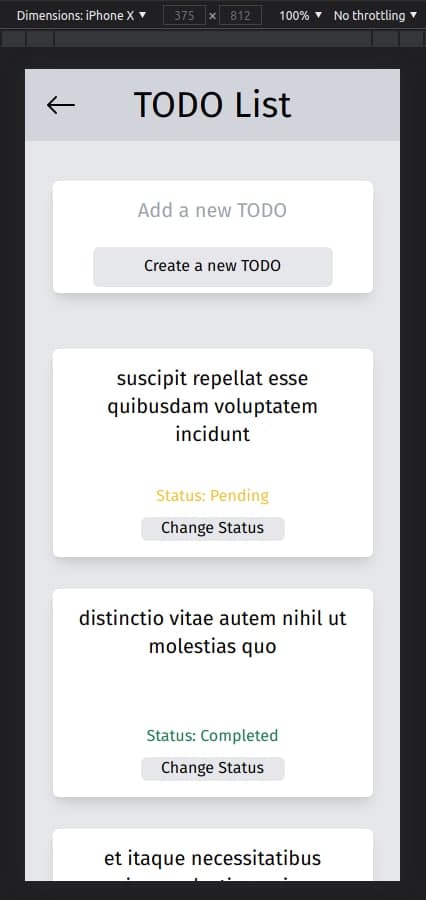 Dimensions: iPhone X ▼ 375 × 812 100% ▼ No throttling ▼
← TODO List
Add a new TODO
Create a new TODO
suscipit repellat esse
quibusdam voluptatem
incidunt
Status: Pending
Change Status
distinctio vitae autem nihil ut
molestias quo
Status: Completed
Change Status
et itaque necessitatibus